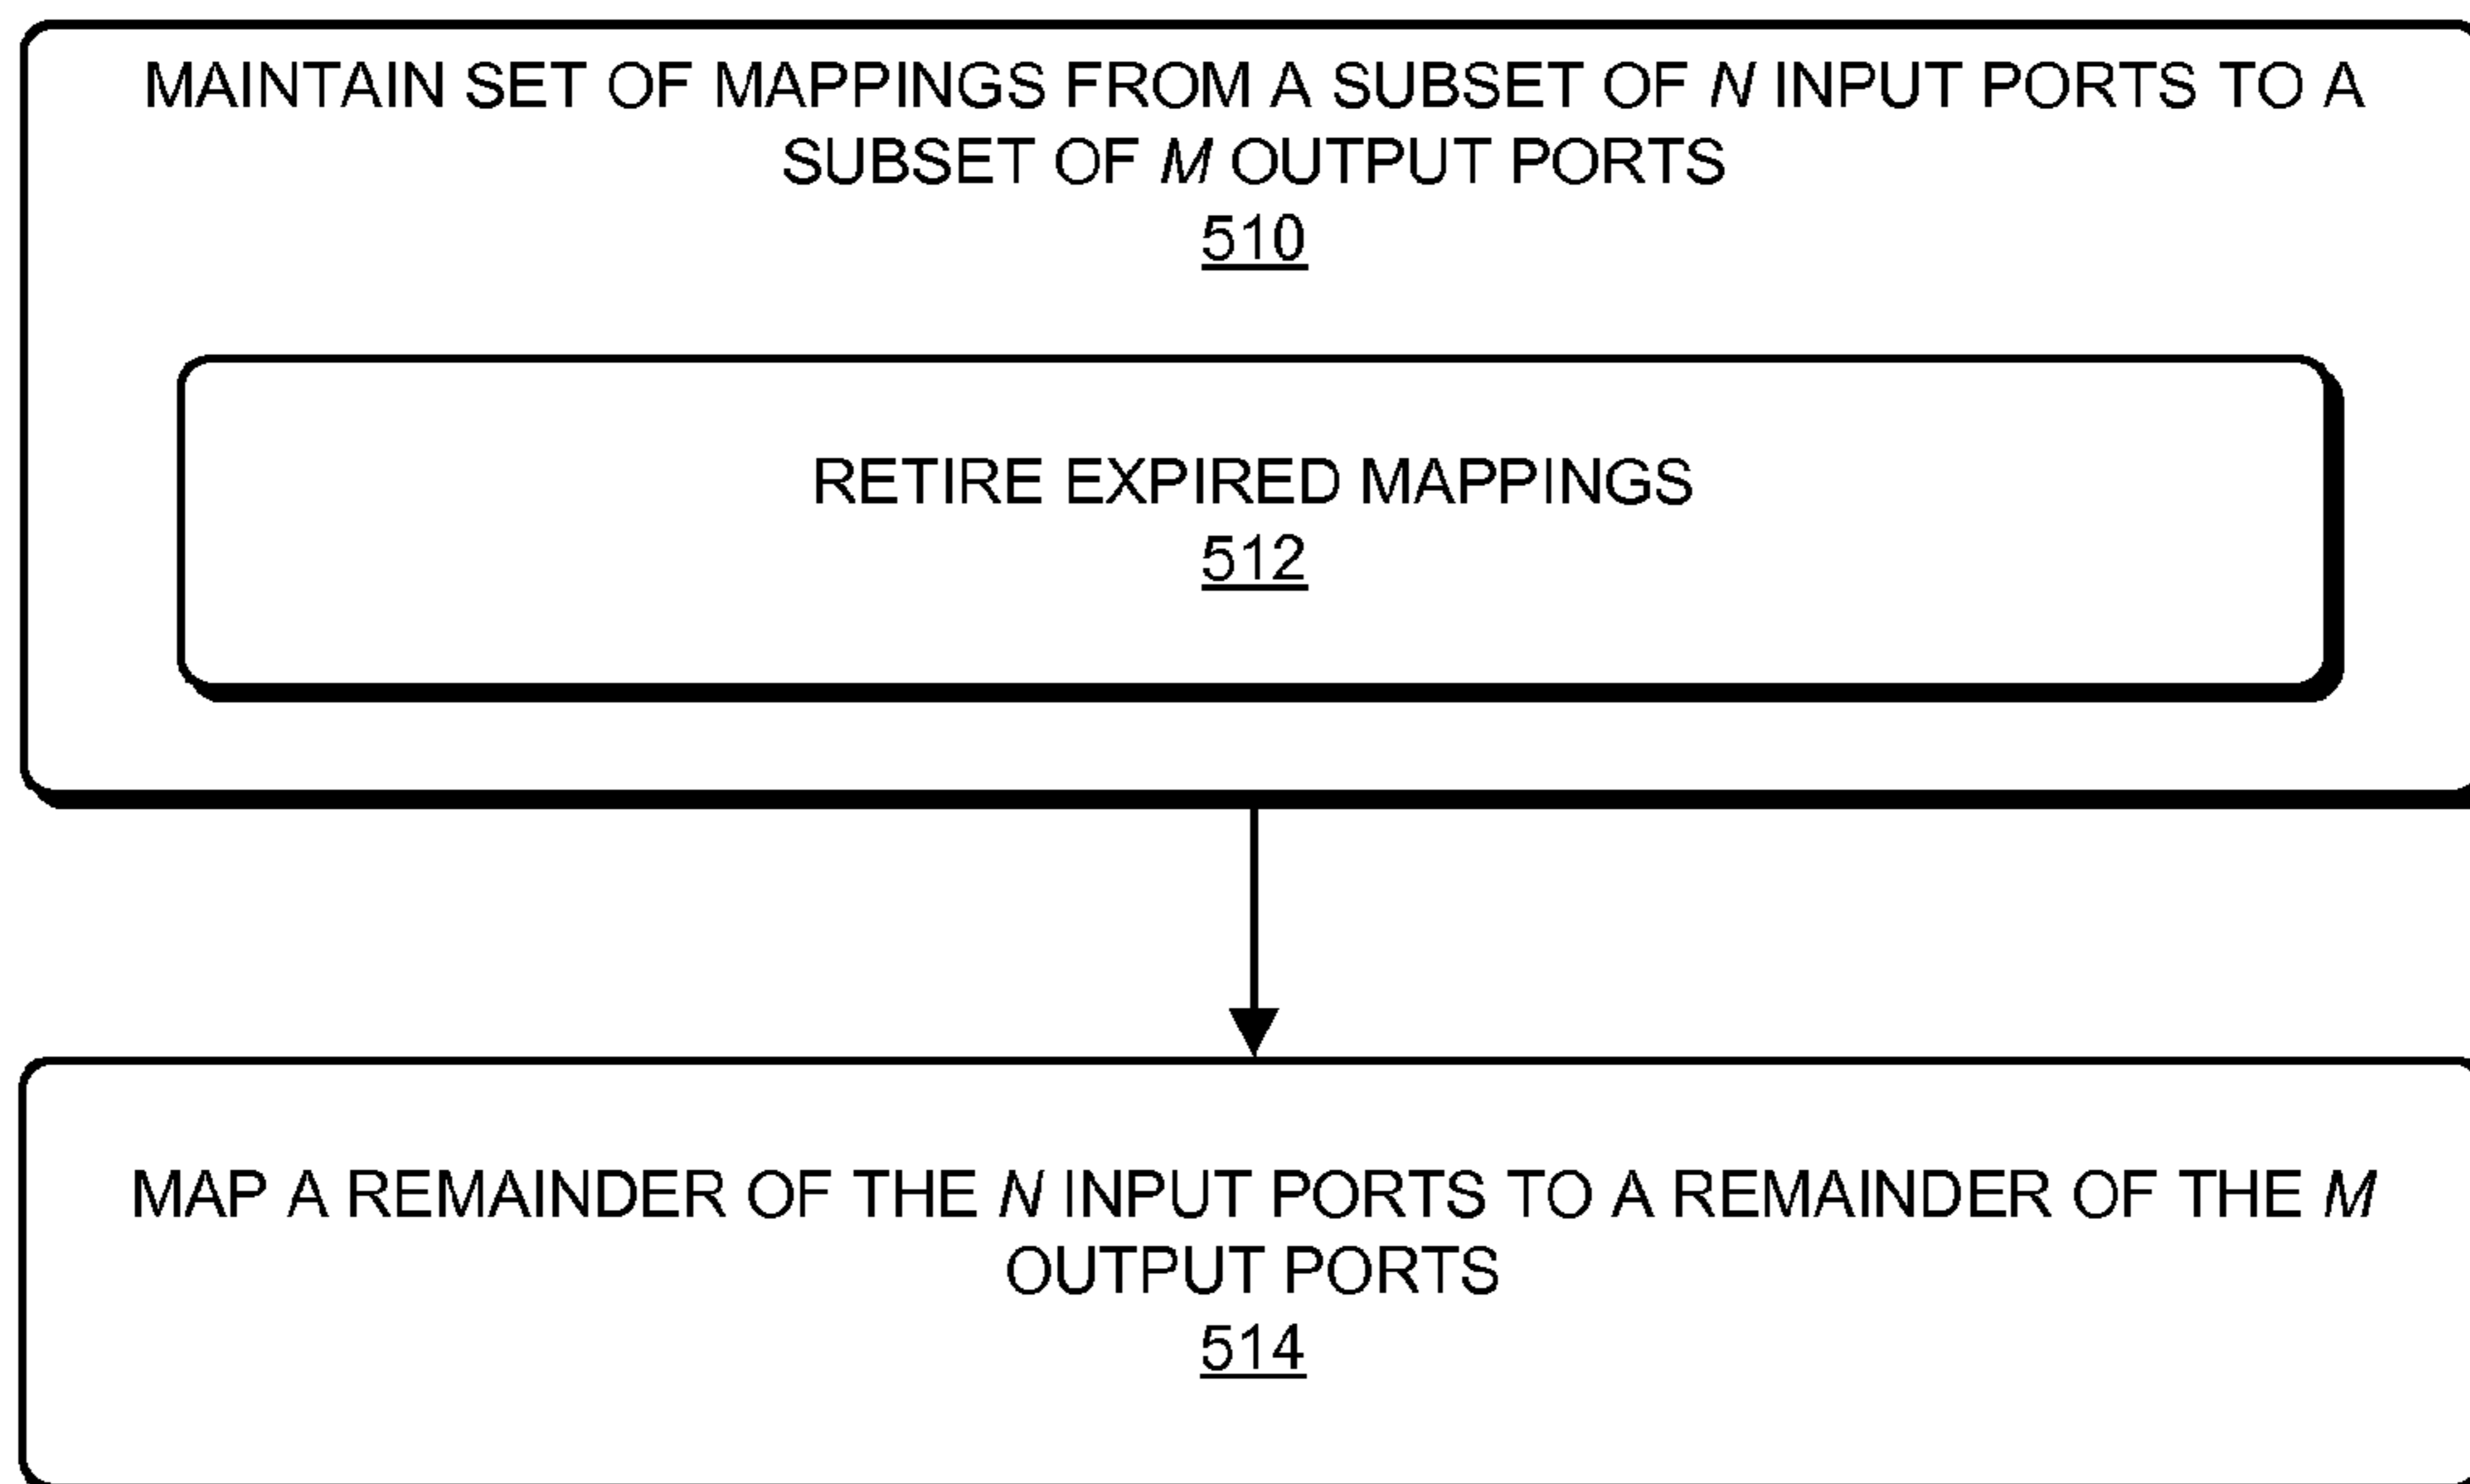 MAINTAIN SET OF MAPPINGS FROM A SUBSET OF N INPUT PORTS TO A
SUBSET OF M OUTPUT PORTS
510
RETIRE EXPIRED MAPPINGS
512
MAP A REMAINDER OF THE N INPUT PORTS TO A REMAINDER OF THE M
OUTPUT PORTS
514